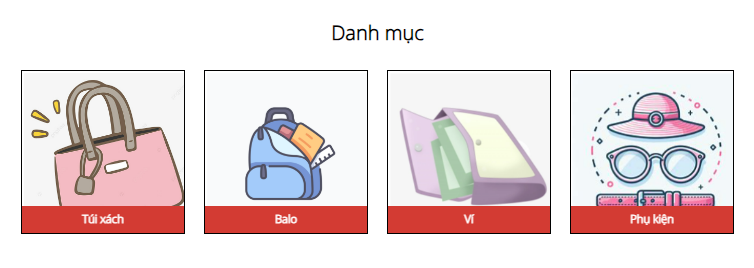 Danh mục
Túi xách
Balo
Ví
Phụ kiện